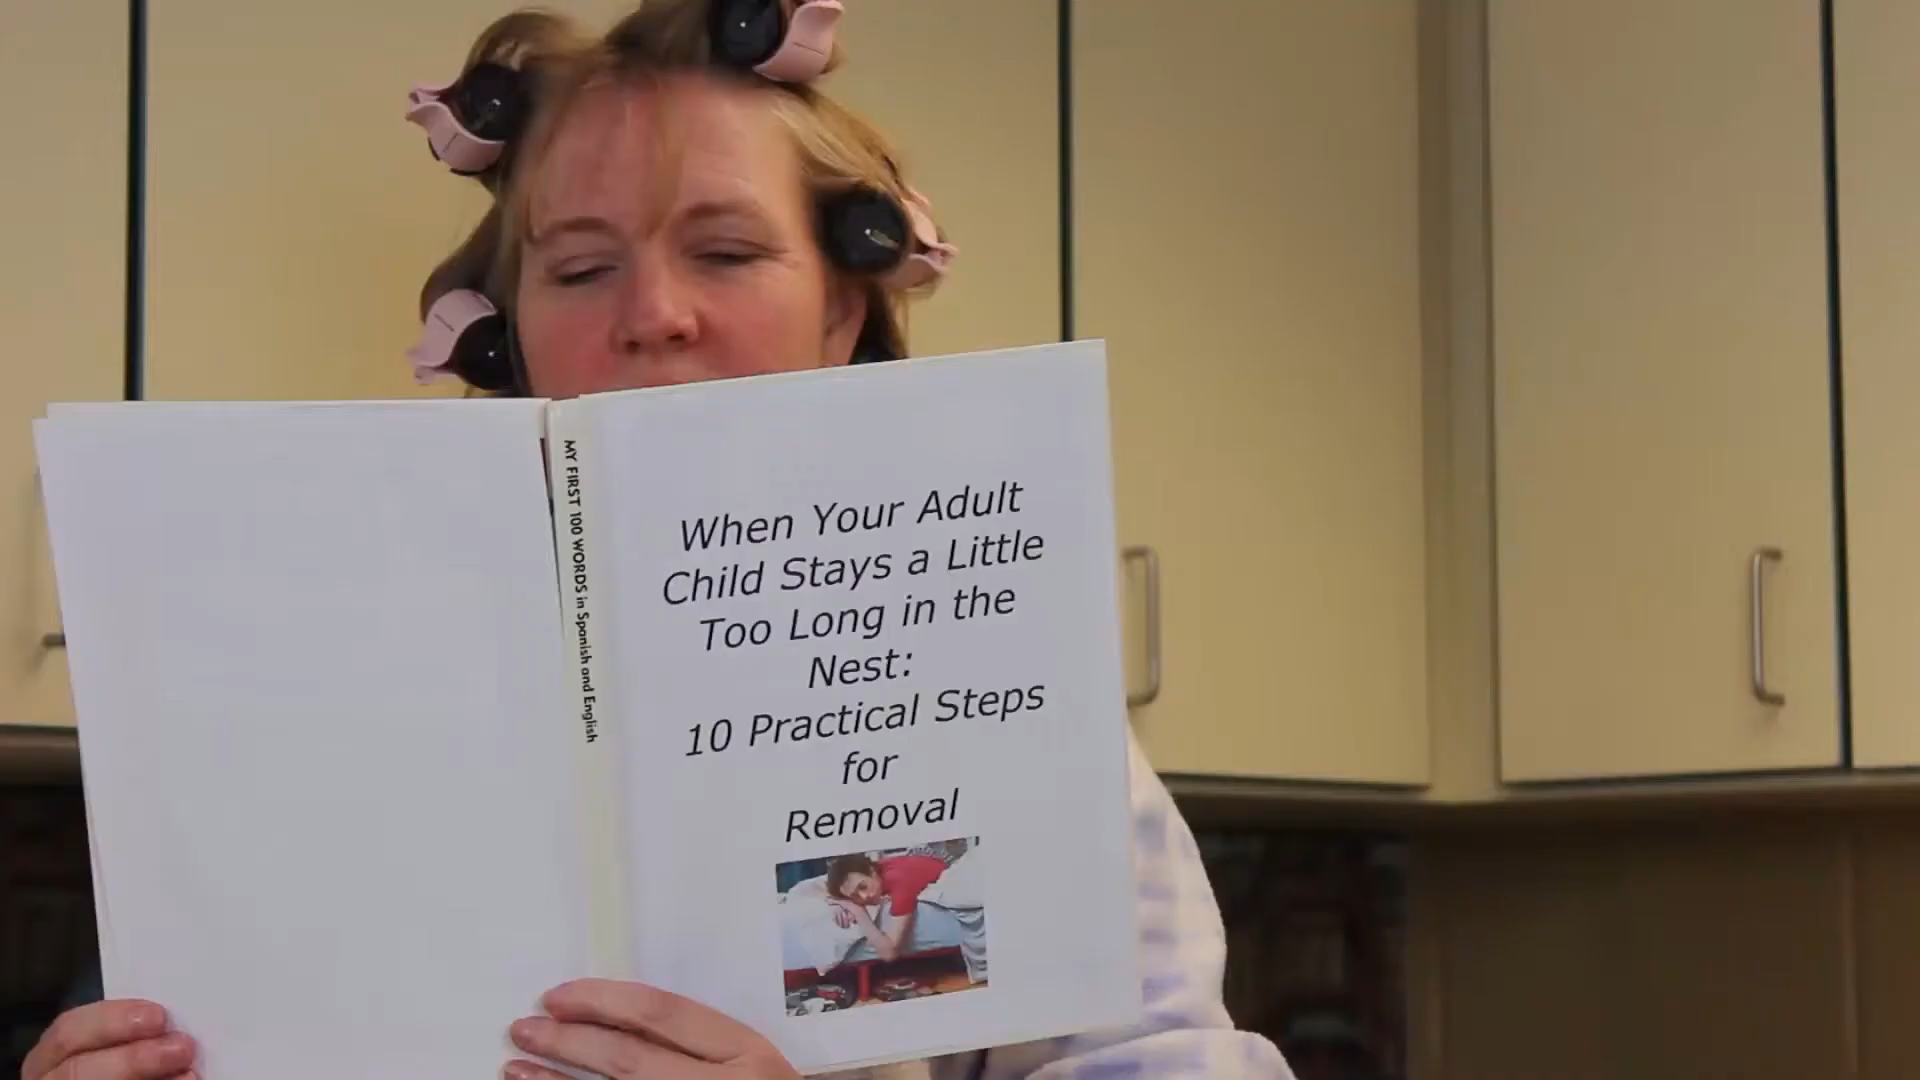 MY FIRST 100 WORDS in Spanish and English
When Your Adult
Child Stays a Little
Too Long in the
Nest:
10 Practical Steps
for
Removal